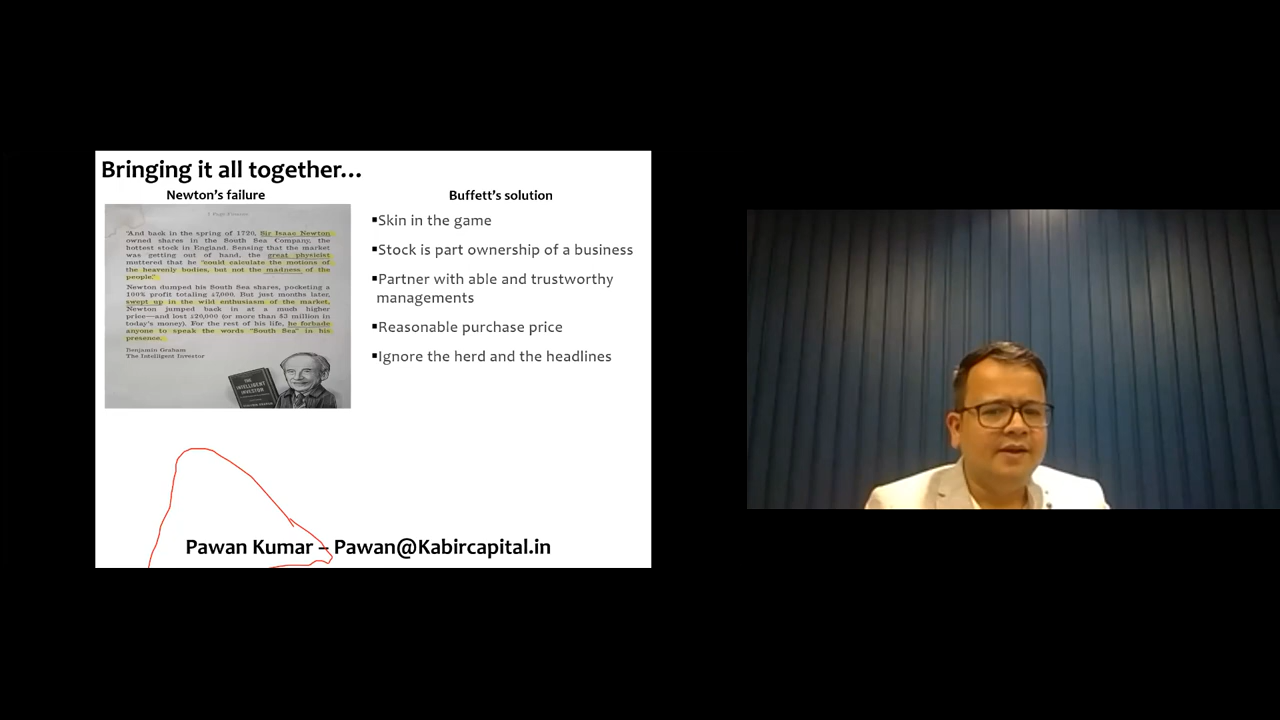 Bringing it all together...
Newton's failure
"And back in the spring of 1720, Sir Isaac Newton
owned shares in the South Sea Company, the
hottest stock in England. Sensing that the market
was getting out of hand, the great physicist
muttered that he "could calculate the motions of
the heavenly bodies, but not the madness of the
people."
Newton dumped his South Sea shares, pocketing a
100% profit totaling £7,000. But just months later,
swept up in the wild enthusiasm of the market,
Newton jumped back in at a much higher
price—and lost £20,000 (or more than $3 million in
today's money). For the rest of his life, he forbade
anyone to speak the words "South Sea" in his
presence.
Benjamin Graham
The Intelligent Investor
THE
INTELLIGENT
INVESTOR
Buffett's solution
▪Skin in the game
▪Stock is part ownership of a business
▪Partner with able and trustworthy
managements
▪Reasonable purchase price
▪Ignore the herd and the headlines
Pawan Kumar – Pawan@Kabircapital.in